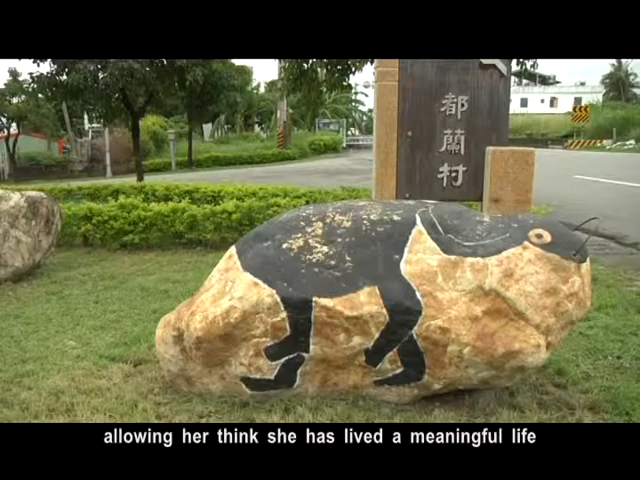 都
蘭
村
allowing her think she has lived a meaningful life